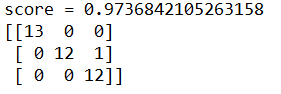 score = 0.9736842105263158
[[13  0  0]
 [ 0 12  1]
 [ 0  0 12]]